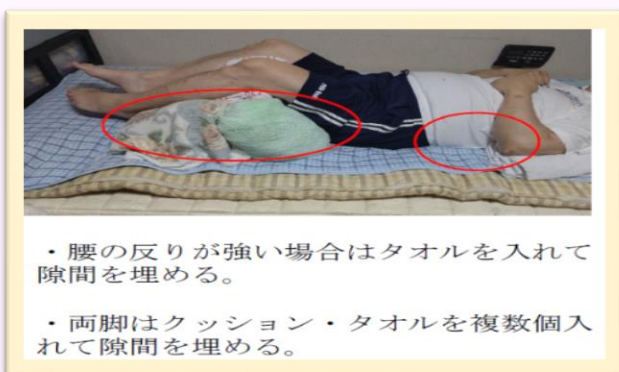 ・腰の反りが強い場合はタオルを入れて
隙間を埋める。
・両脚はクッション・タオルを複数個入
れて隙間を埋める。